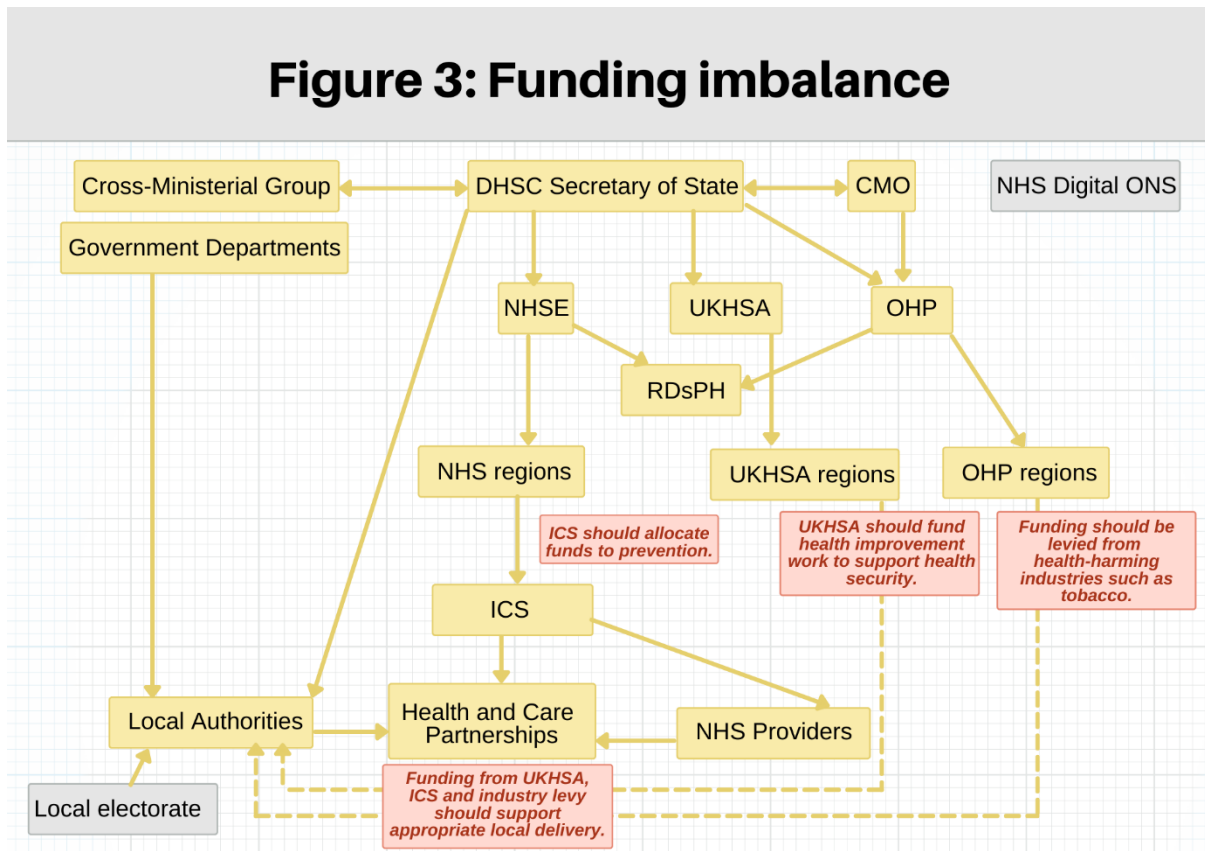 Figure 3: Funding imbalance
Cross-Ministerial Group
DHSC Secretary of State
CMO
NHS Digital ONS
Government Departments
NHSE
UKHSA
OHP
RDsPH
NHS regions
UKHSA regions
OHP regions
ICS should allocate
funds to prevention.
UKHSA should fund
health improvement
work to support health
security.
Funding should be
levied from
health-harming
industries such as
tobacco.
ICS
Local Authorities
Health and Care
Partnerships
NHS Providers
Funding from UKHSA,
ICS and industry levy
should support
appropriate local delivery.
Local electorate